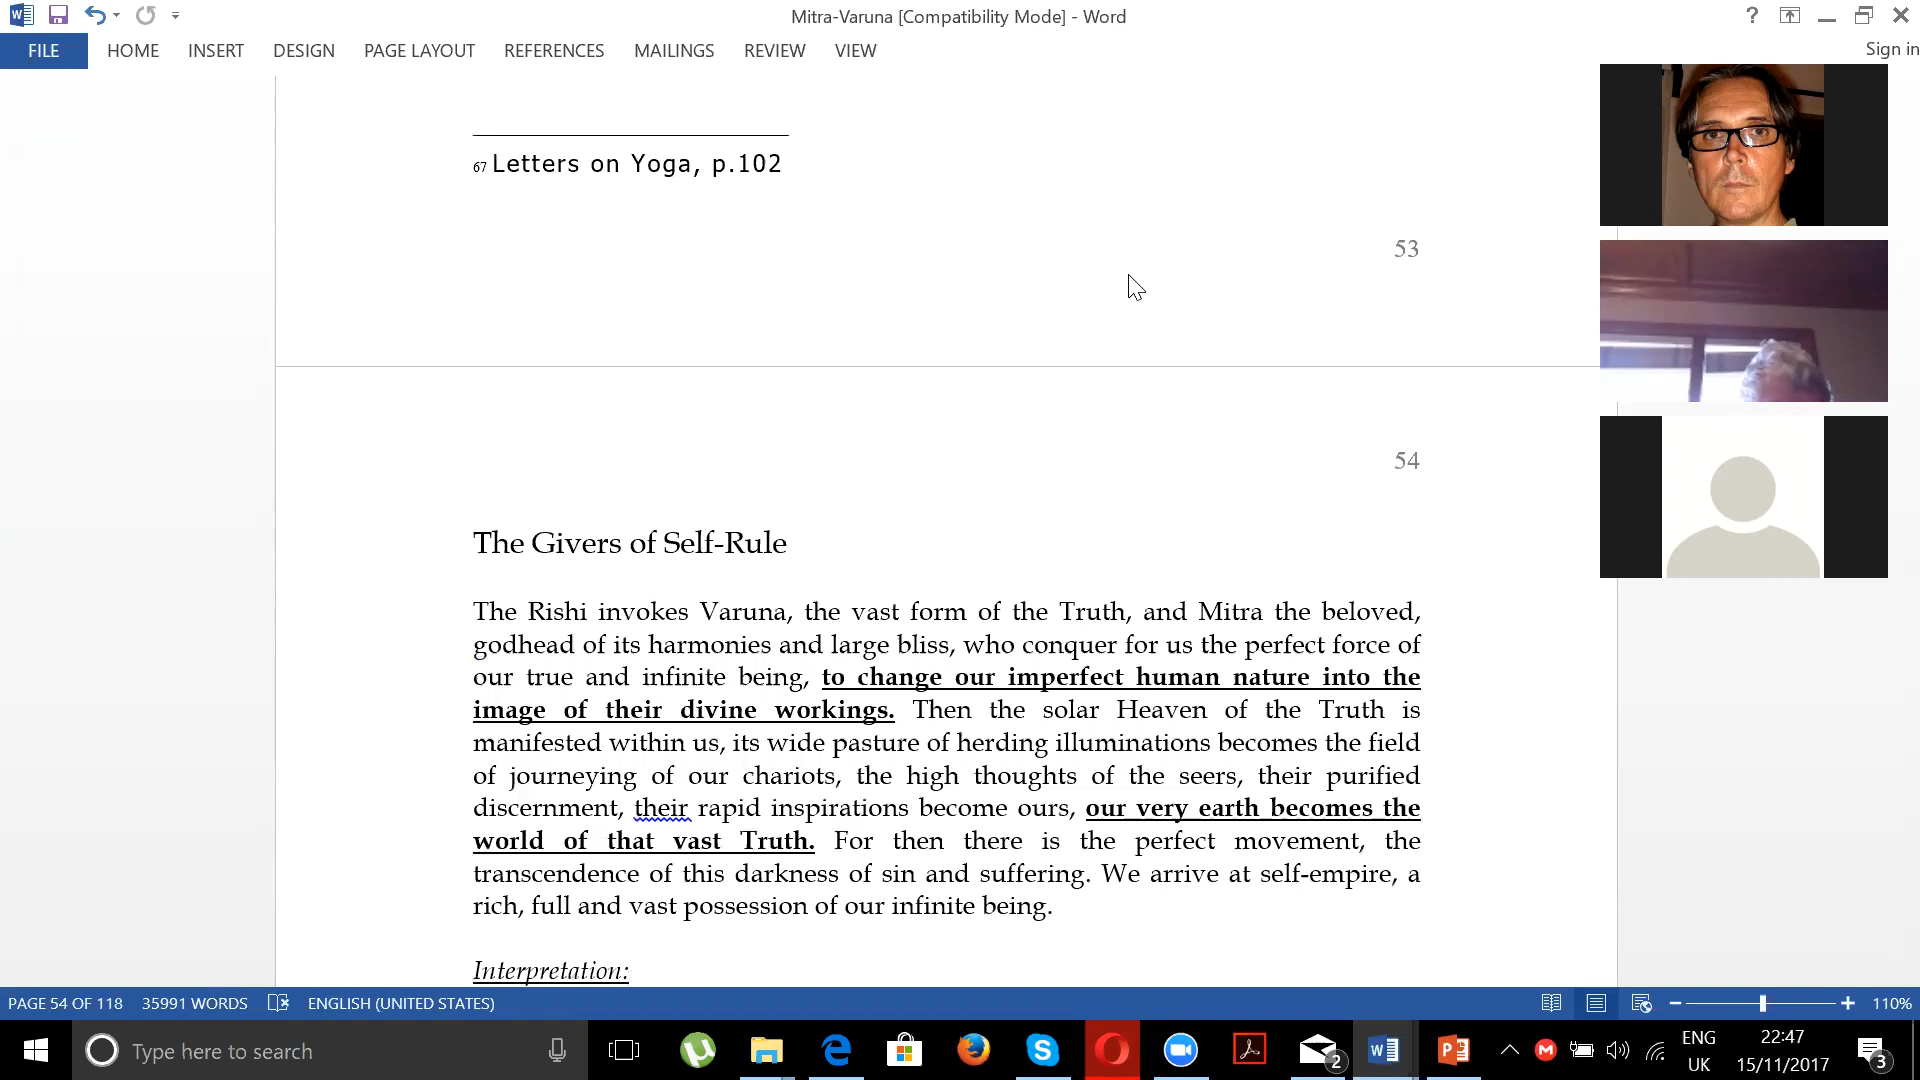 Mitra-Varuna [Compatibility Mode] - Word
FILE HOME INSERT DESIGN PAGE LAYOUT REFERENCES MAILINGS REVIEW VIEW Sign in
67 Letters on Yoga, p.102
53
54
The Givers of Self-Rule
The Rishi invokes Varuna, the vast form of the Truth, and Mitra the beloved,
godhead of its harmonies and large bliss, who conquer for us the perfect force of
our true and infinite being, to change our imperfect human nature into the
image of their divine workings. Then the solar Heaven of the Truth is
manifested within us, its wide pasture of herding illuminations becomes the field
of journeying of our chariots, the high thoughts of the seers, their purified
discernment, their rapid inspirations become ours, our very earth becomes the
world of that vast Truth. For then there is the perfect movement, the
transcendence of this darkness of sin and suffering. We arrive at self-empire, a
rich, full and vast possession of our infinite being.
Interpretation:
PAGE 54 OF 118 35991 WORDS ENGLISH (UNITED STATES) 110%
Type here to search
2
ENG
UK
22:47
15/11/2017
3